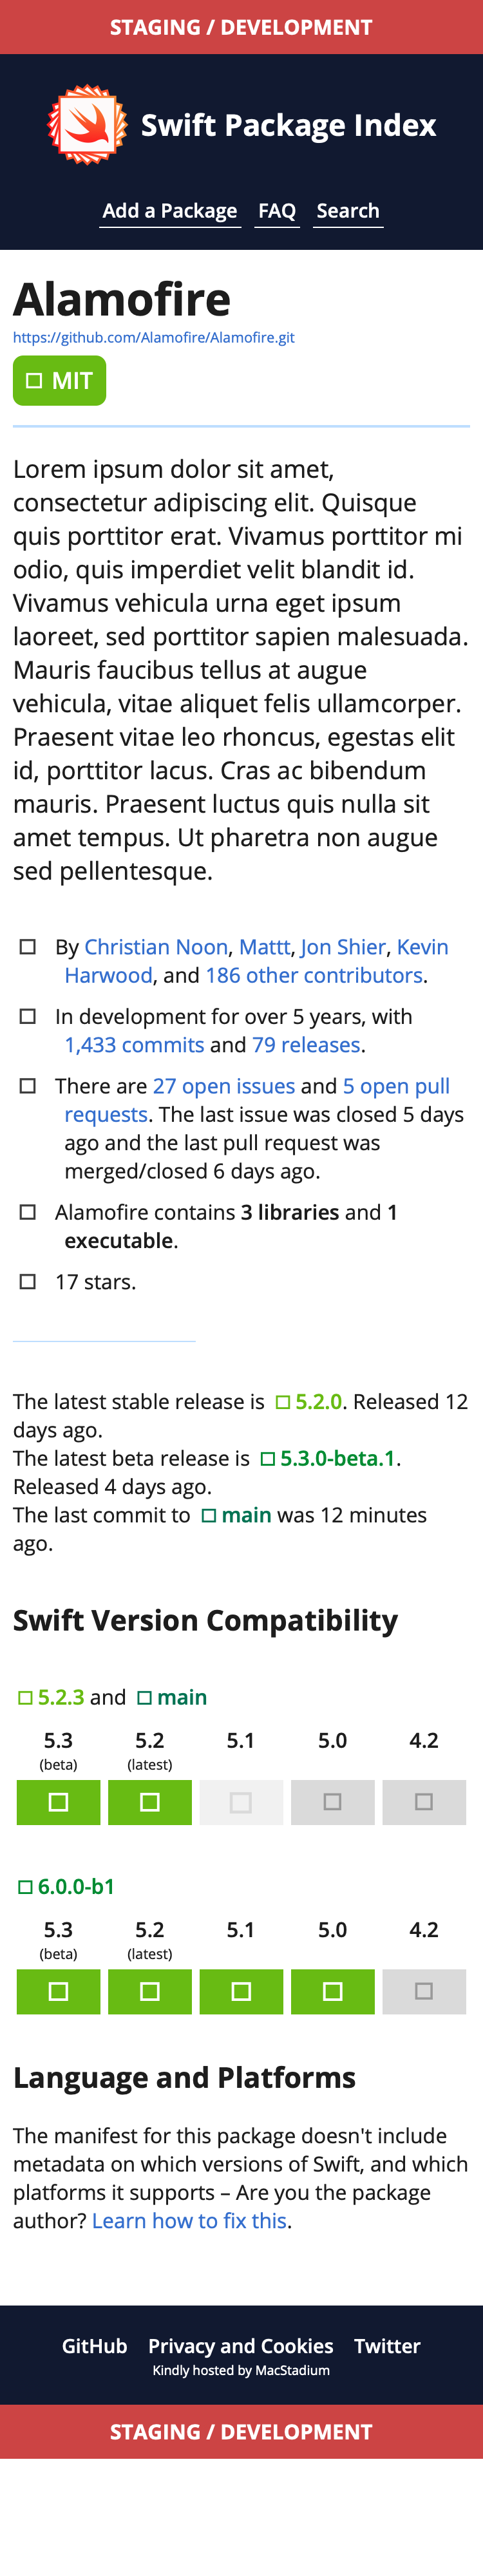 STAGING / DEVELOPMENT
Swift Package Index
Add a Package FAQ Search
Alamofire
https://github.com/Alamofire/Alamofire.git
MIT
Lorem ipsum dolor sit amet,
consectetur adipiscing elit. Quisque
quis porttitor erat. Vivamus porttitor mi
odio, quis imperdiet velit blandit id.
Vivamus vehicula urna eget ipsum
laoreet, sed porttitor sapien malesuada.
Mauris faucibus tellus at augue
vehicula, vitae aliquet felis ullamcorper.
Praesent vitae leo rhoncus, egestas elit
id, porttitor lacus. Cras ac bibendum
mauris. Praesent luctus quis nulla sit
amet tempus. Ut pharetra non augue
sed pellentesque.
By Christian Noon, Mattt, Jon Shier, Kevin
Harwood, and 186 other contributors.
In development for over 5 years, with
1,433 commits and 79 releases.
There are 27 open issues and 5 open pull
requests. The last issue was closed 5 days
ago and the last pull request was
merged/closed 6 days ago.
Alamofire contains 3 libraries and 1
executable.
17 stars.
The latest stable release is 5.2.0. Released 12
days ago.
The latest beta release is 5.3.0-beta.1.
Released 4 days ago.
The last commit to main was 12 minutes
ago.
Swift Version Compatibility
5.2.3 and main
5.3 5.2 5.1 5.0 4.2
(beta) (latest)
6.0.0-b1
5.3 5.2 5.1 5.0 4.2
(beta) (latest)
Language and Platforms
The manifest for this package doesn't include
metadata on which versions of Swift, and which
platforms it supports – Are you the package
author? Learn how to fix this.
GitHub Privacy and Cookies Twitter
Kindly hosted by MacStadium
STAGING / DEVELOPMENT